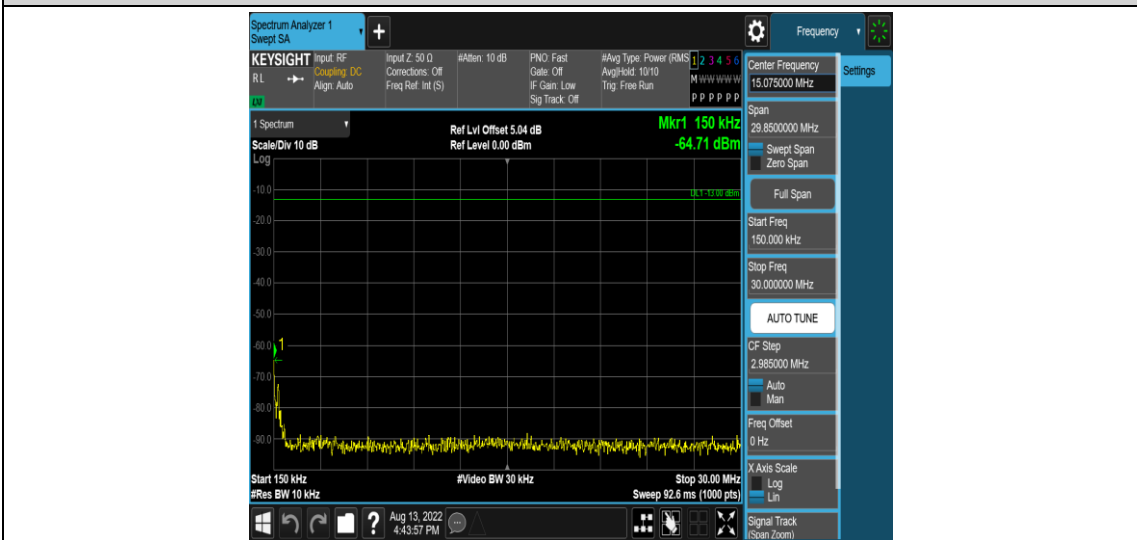 Spectrum Analyzer 1
Swept SA
+
Frequency
KEYSIGHT
RL
Input: RF
Coupling: DC
Align: Auto
Input Z: 50 Ω
Corrections: Off
Freq Ref: Int (S)
#Atten: 10 dB
PNO: Fast
Gate: Off
IF Gain: Low
Sig Track: Off
#Avg Type: Power (RMS
Avg|Hold: 10/10
Trig: Free Run
1 2 3 4 5 6
M W W W W W
P P P P P P
1 Spectrum
Scale/Div 10 dB
Log
Ref Lvl Offset 5.04 dB
Ref Level 0.00 dBm
Mkr1 150 kHz
-64.71 dBm
DL1 -13.00 dBm
-10.0
-20.0
-30.0
-40.0
-50.0
-60.0
1
-70.0
-80.0
-90.0
Start 150 kHz
#Res BW 10 kHz
#Video BW 30 kHz
Stop 30.00 MHz
Sweep 92.6 ms (1000 pts)
?
Aug 13, 2022
4:43:57 PM
Center Frequency
15.075000 MHz
Settings
Span
29.8500000 MHz
Swept Span
Zero Span
Full Span
Start Freq
150.000 kHz
Stop Freq
30.000000 MHz
AUTO TUNE
CF Step
2.985000 MHz
Auto
Man
Freq Offset
0 Hz
X Axis Scale
Log
Lin
Signal Track
(Span Zoom)